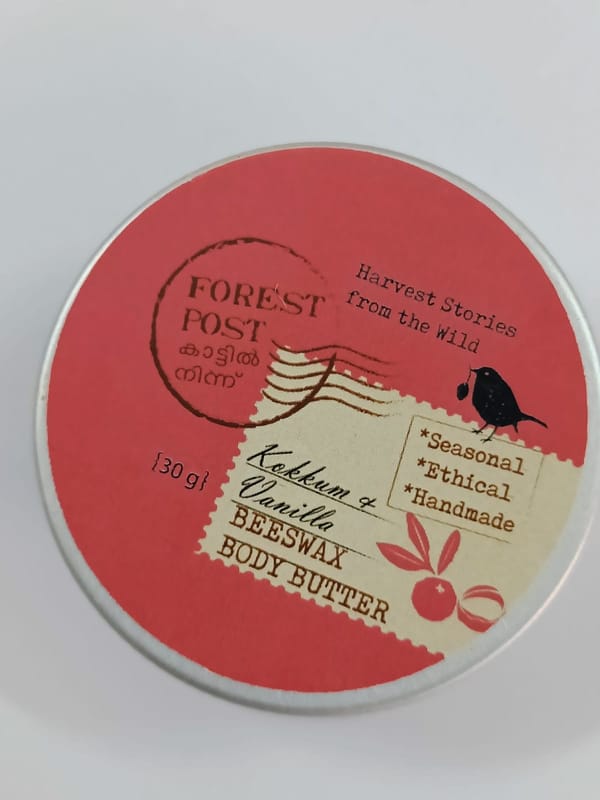 FOREST
POST
കാട്ടിൽ
നിന്ന്
Harvest Stories
from the Wild
{30 g}
*Seasonal
*Ethical
*Handmade
Kokkum &
Vanilla
BEESWAX
BODY BUTTER